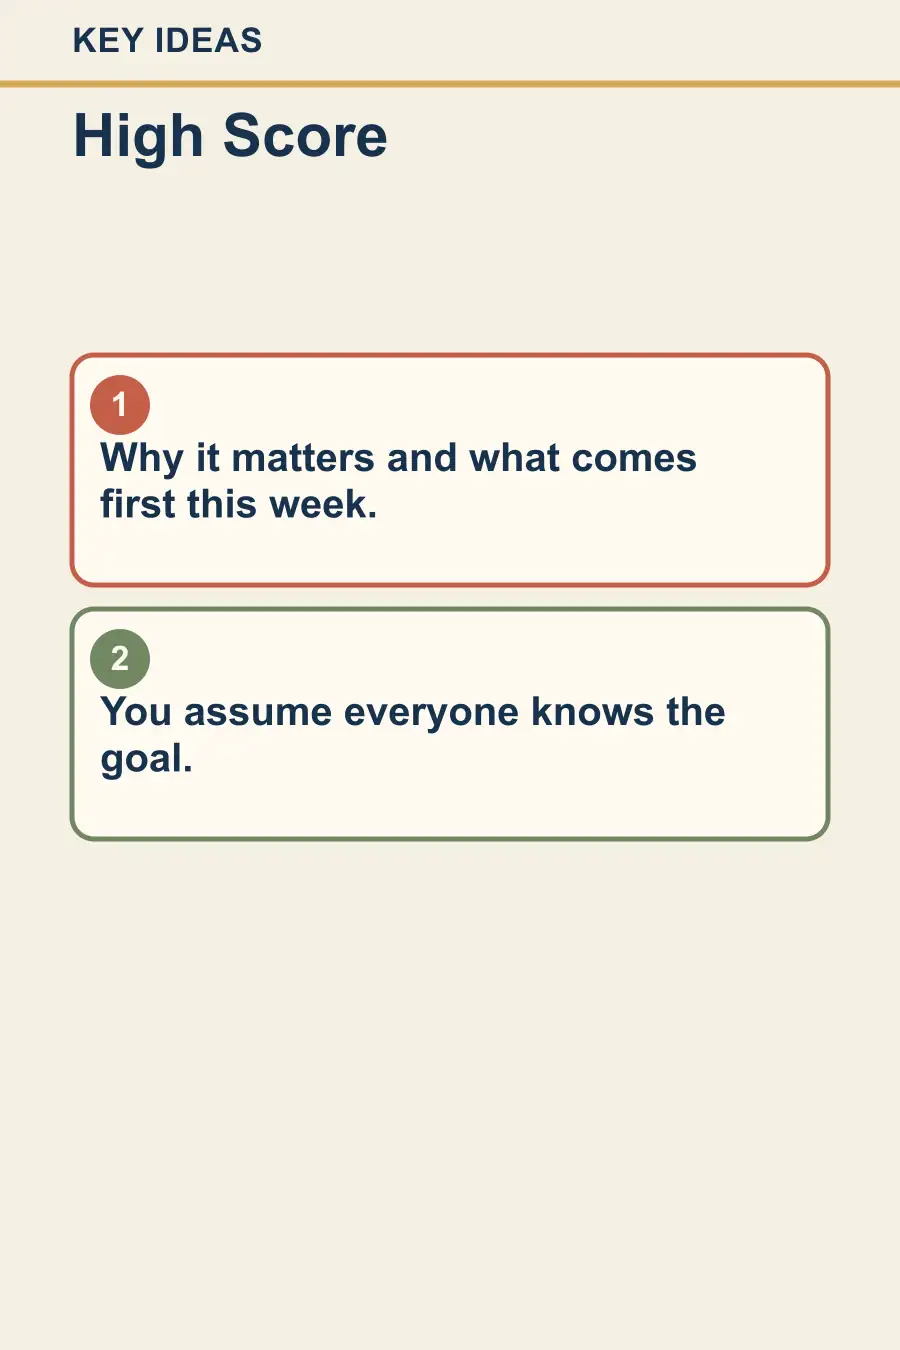 KEY IDEAS
High Score
1
Why it matters and what comes
first this week.
2
You assume everyone knows the
goal.